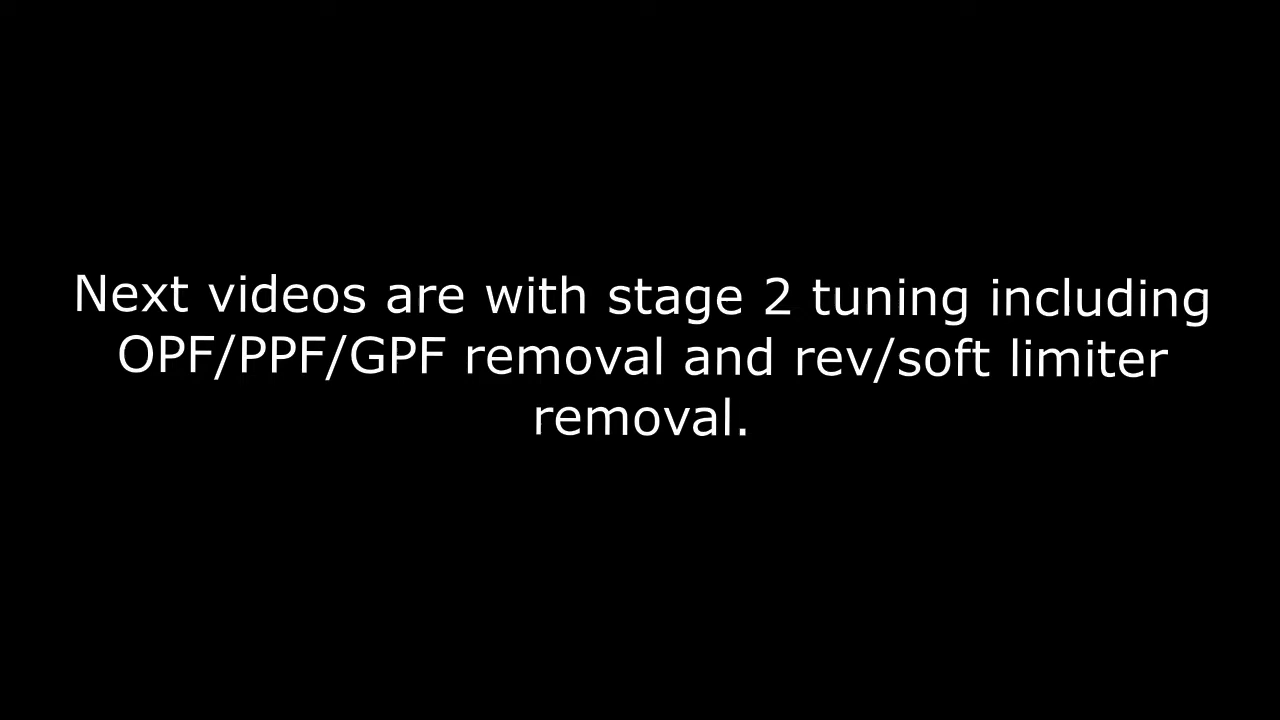 Next videos are with stage 2 tuning including
OPF/PPF/GPF removal and rev/soft limiter
removal.